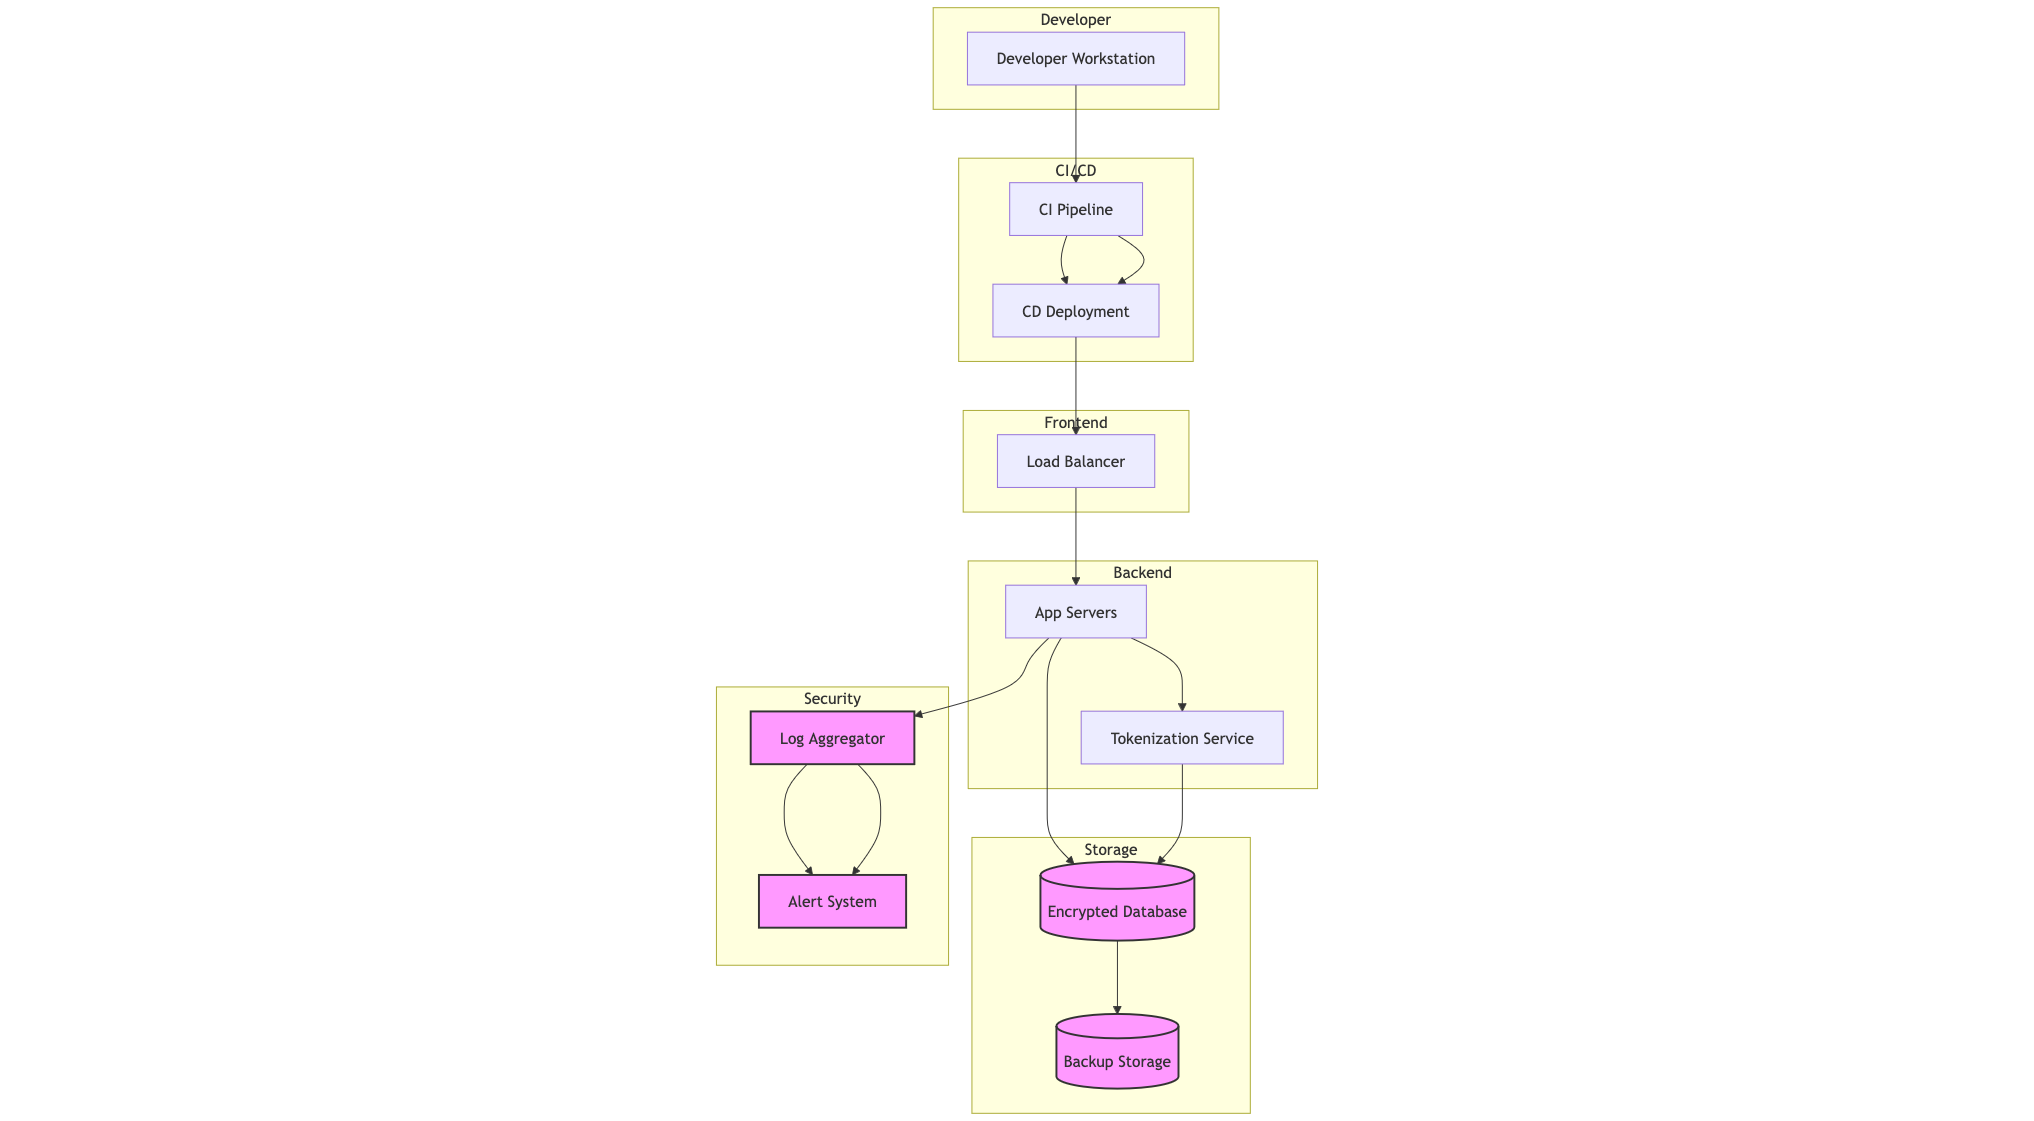 Developer
Developer Workstation
CI/CD
CI Pipeline
CD Deployment
Frontend
Load Balancer
Backend
App Servers
Security
Log Aggregator
Tokenization Service
Storage
Alert System
Encrypted Database
Backup Storage